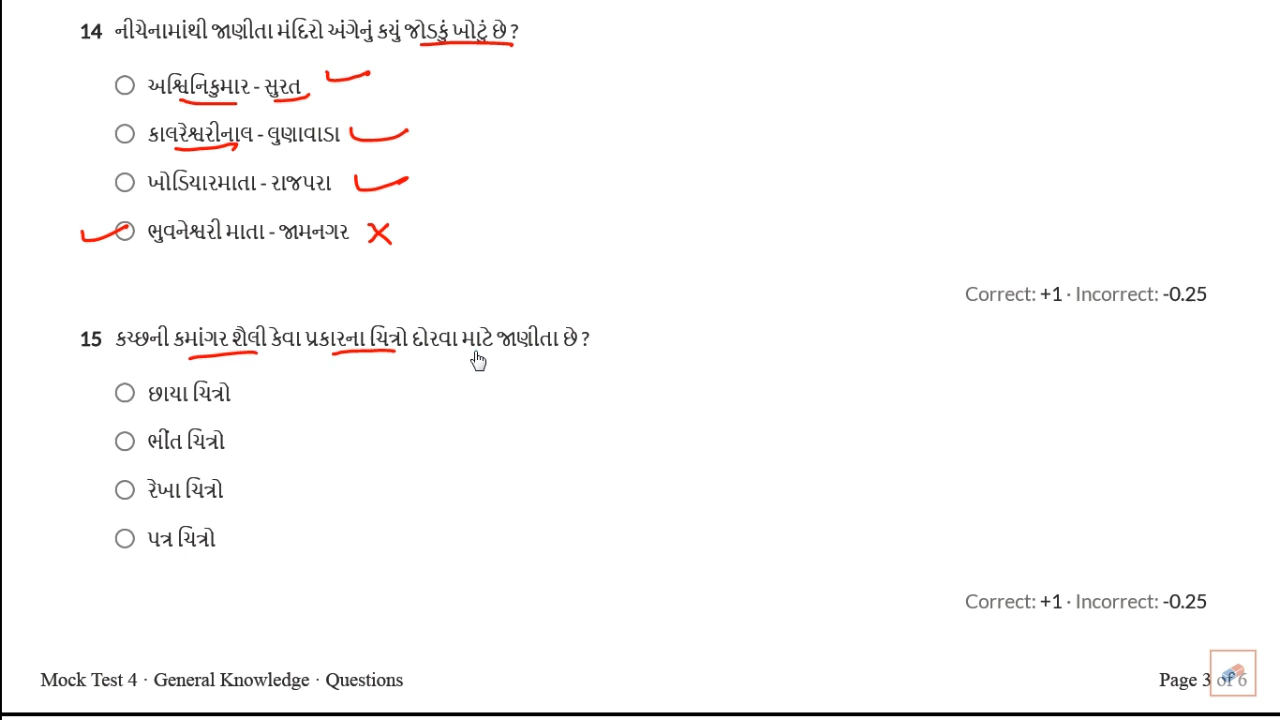 14 નીચેનામાંથી જાણીતા મંદિરો અંગેનું કયું જોડકું ખોટું છે?
અશ્વિનિકુમાર - સુરત
કાલરેશ્વરીનાલ - લુણાવાડા
ખોડિયારમાતા - રાજપરા
ભુવનેશ્વરી માતા - જામનગર
Correct: +1 · Incorrect: -0.25
15 કચ્છની કમાંગર શૈલી કેવા પ્રકારના ચિત્રો દોરવા માટે જાણીતા છે?
છાયા ચિત્રો
ભીંત ચિત્રો
રેખા ચિત્રો
પત્ર ચિત્રો
Correct: +1 · Incorrect: -0.25
Mock Test 4 · General Knowledge · Questions
Page 3 of 6